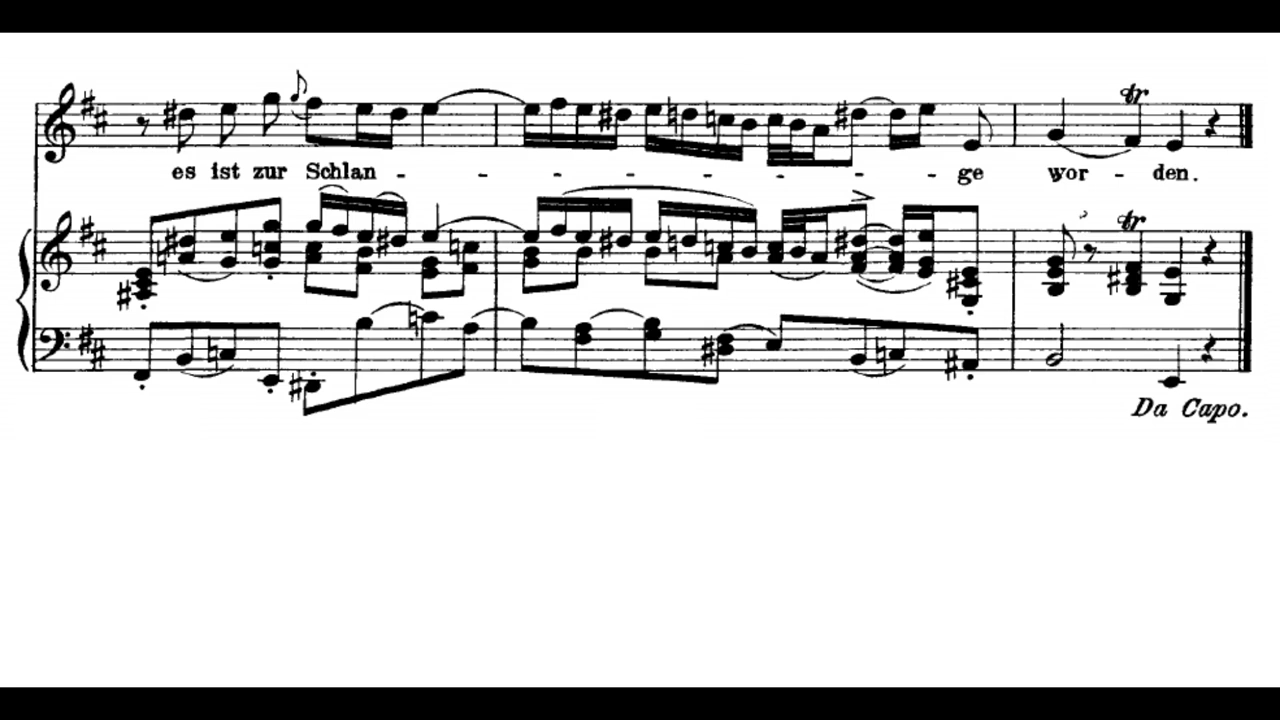 es ist zur Schlan - - - - - - - ge wor - den.
Da Capo.